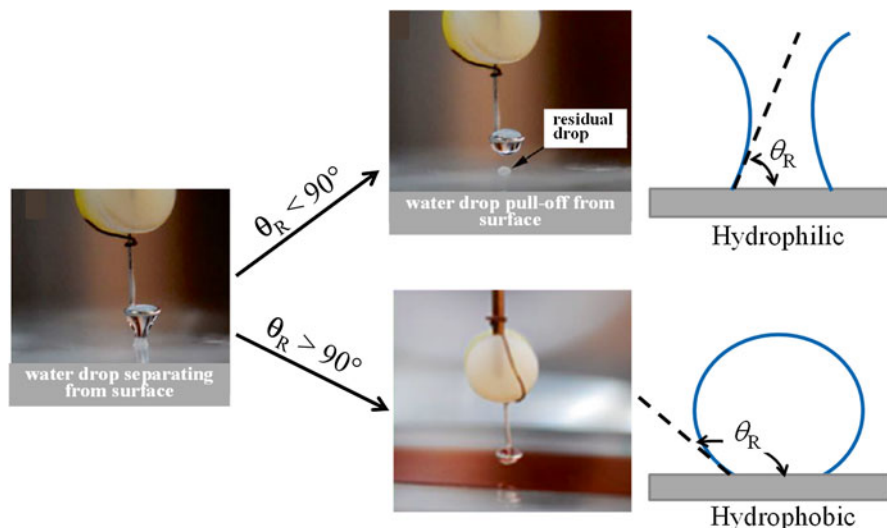 water drop separating
from surface
θR < 90°
θR > 90°
residual
drop
water drop pull-off from
surface
θR
Hydrophilic
θR
Hydrophobic